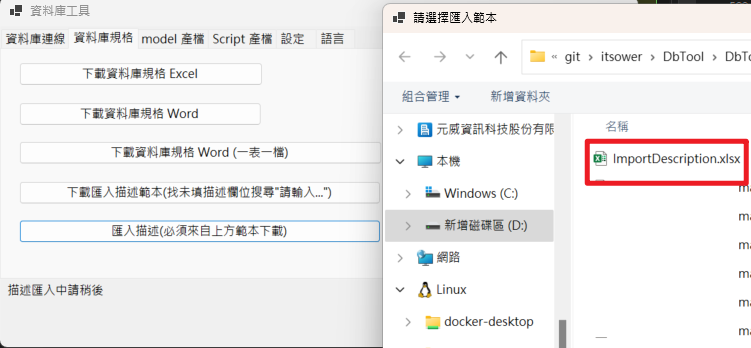 資料庫工具
資料庫連線 資料庫規格 model 產檔 Script 產檔 設定 語言
下載資料庫規格 Excel
下載資料庫規格 Word
下載資料庫規格 Word (一表一檔)
下載匯入描述範本(找未填描述欄位搜尋"請輸入...")
匯入描述(必須來自上方範本下載)
描述匯入中請稍後
請選擇匯入範本
« git › itsower › DbTool ›
組合管理 新增資料夾
元威資訊科技股份有限
本機
Windows (C:)
新增磁碟區 (D:)
網路
Linux
docker-desktop
名稱
ImportDescription.xlsx